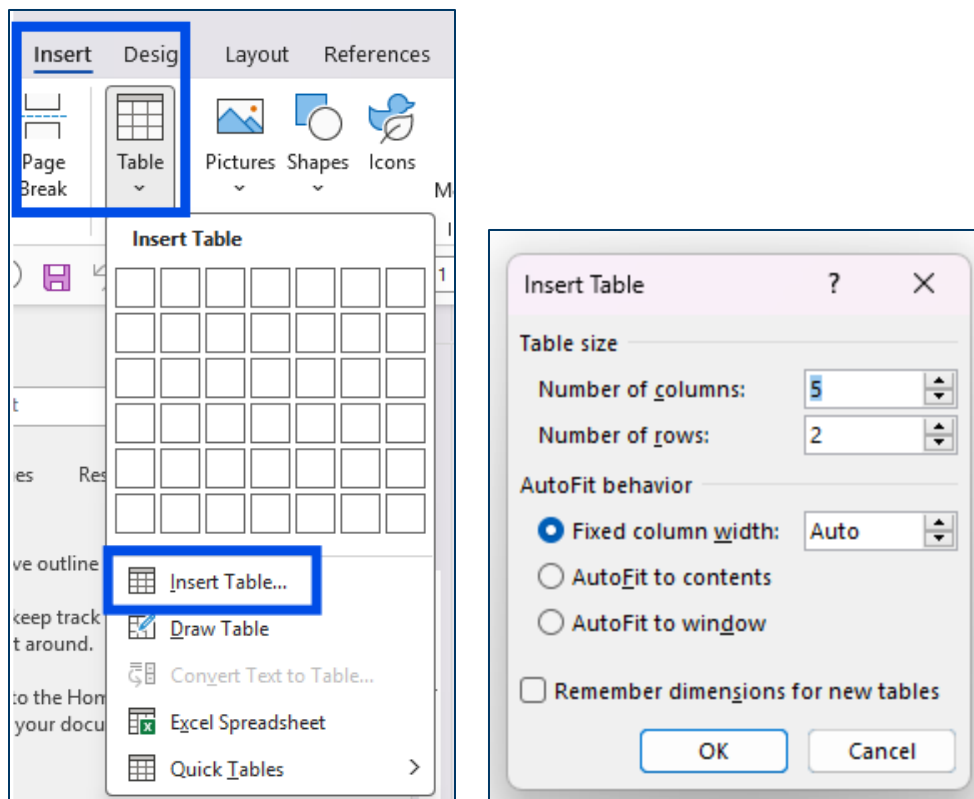 Insert Desig Layout References
Page Break
Table
Pictures
Shapes
Icons
M
I
Insert Table
1
t
es Res
ve outline
keep track
t around.
to the Hom
your docu
Insert Table...
Draw Table
Convert Text to Table...
Excel Spreadsheet
Quick Tables
Insert Table ?
Table size
Number of columns: 5
Number of rows: 2
AutoFit behavior
Fixed column width: Auto
AutoFit to contents
AutoFit to window
Remember dimensions for new tables
OK Cancel